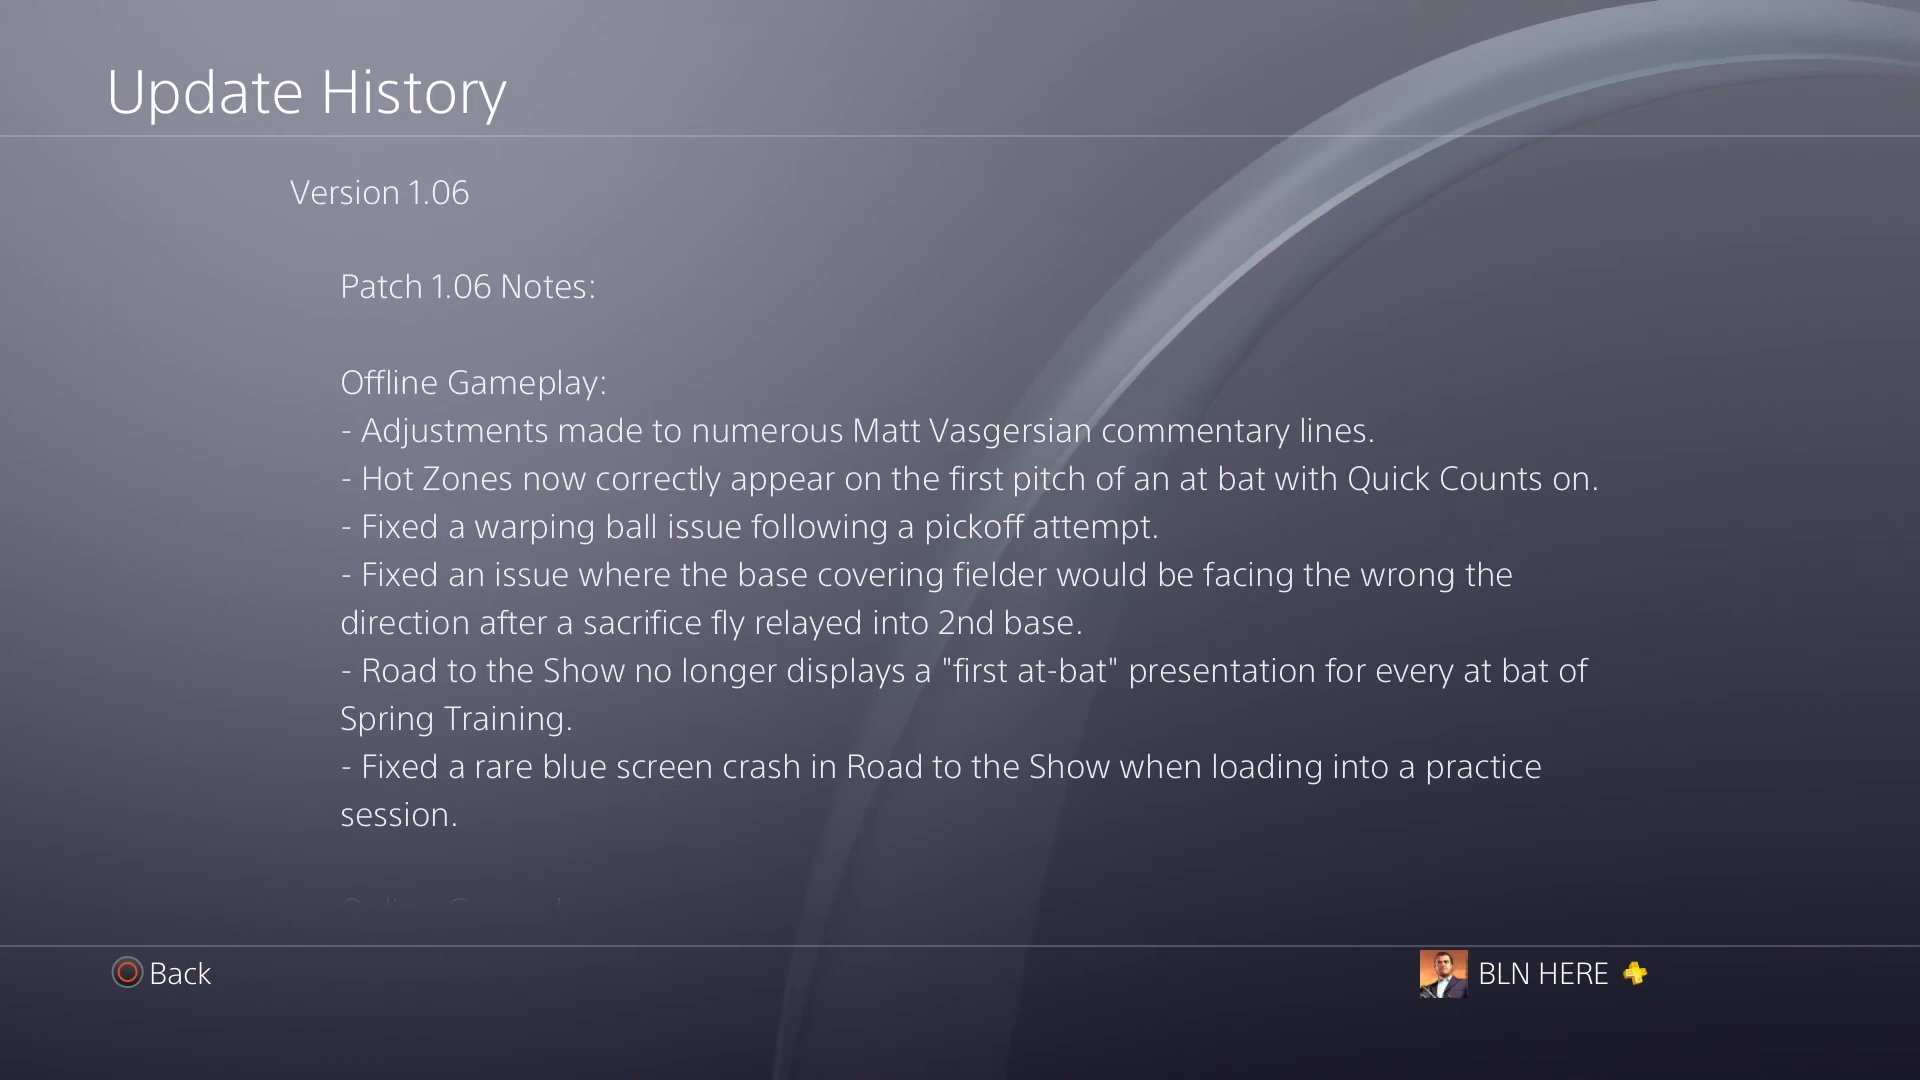 Update History
Version 1.06
Patch 1.06 Notes:
Offline Gameplay:
- Adjustments made to numerous Matt Vasgersian commentary lines.
- Hot Zones now correctly appear on the first pitch of an at bat with Quick Counts on.
- Fixed a warping ball issue following a pickoff attempt.
- Fixed an issue where the base covering fielder would be facing the wrong the
direction after a sacrifice fly relayed into 2nd base.
- Road to the Show no longer displays a "first at-bat" presentation for every at bat of
Spring Training.
- Fixed a rare blue screen crash in Road to the Show when loading into a practice
session.
Back
BLN HERE